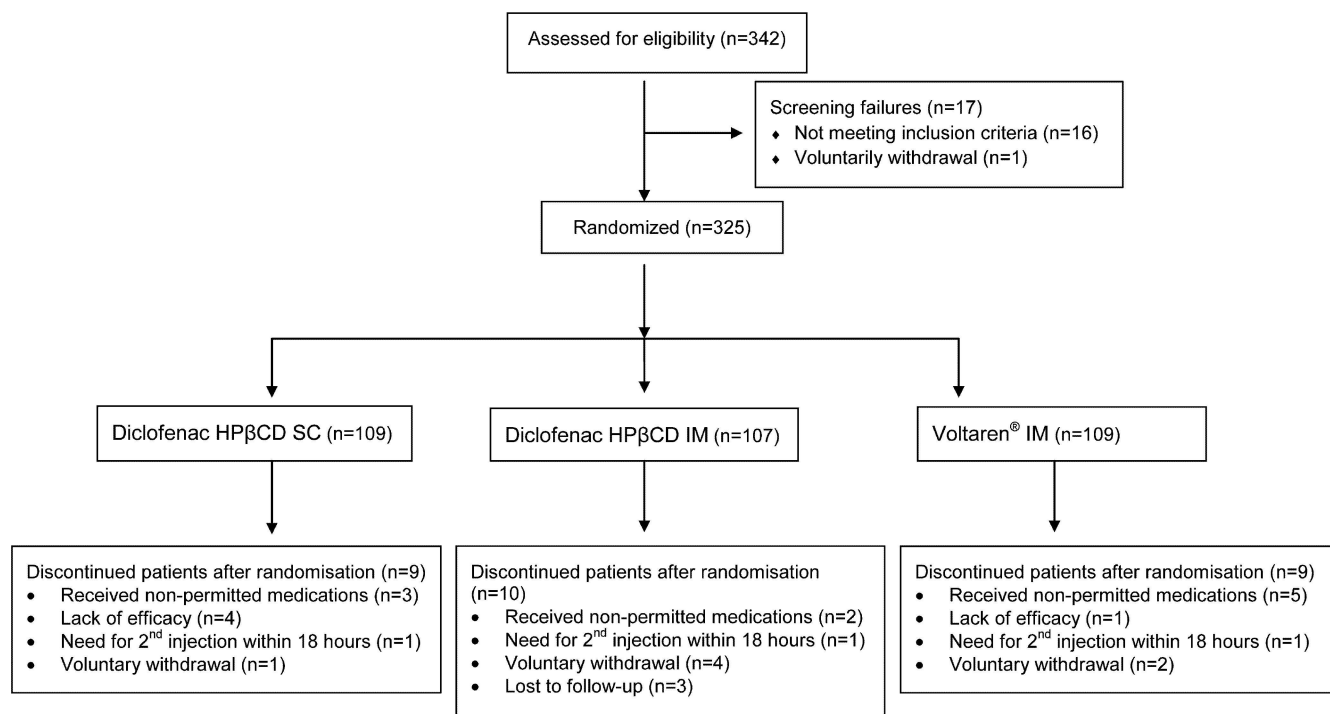 Assessed for eligibility (n=342)
Screening failures (n=17)
♦ Not meeting inclusion criteria (n=16)
♦ Voluntarily withdrawal (n=1)
Randomized (n=325)
Diclofenac HPβCD SC (n=109)
Diclofenac HPβCD IM (n=107)
Voltaren® IM (n=109)
Discontinued patients after randomisation (n=9)
• Received non-permitted medications (n=3)
• Lack of efficacy (n=4)
• Need for 2nd injection within 18 hours (n=1)
• Voluntary withdrawal (n=1)
Discontinued patients after randomisation
(n=10)
• Received non-permitted medications (n=2)
• Need for 2nd injection within 18 hours (n=1)
• Voluntary withdrawal (n=4)
• Lost to follow-up (n=3)
Discontinued patients after randomisation (n=9)
• Received non-permitted medications (n=5)
• Lack of efficacy (n=1)
• Need for 2nd injection within 18 hours (n=1)
• Voluntary withdrawal (n=2)